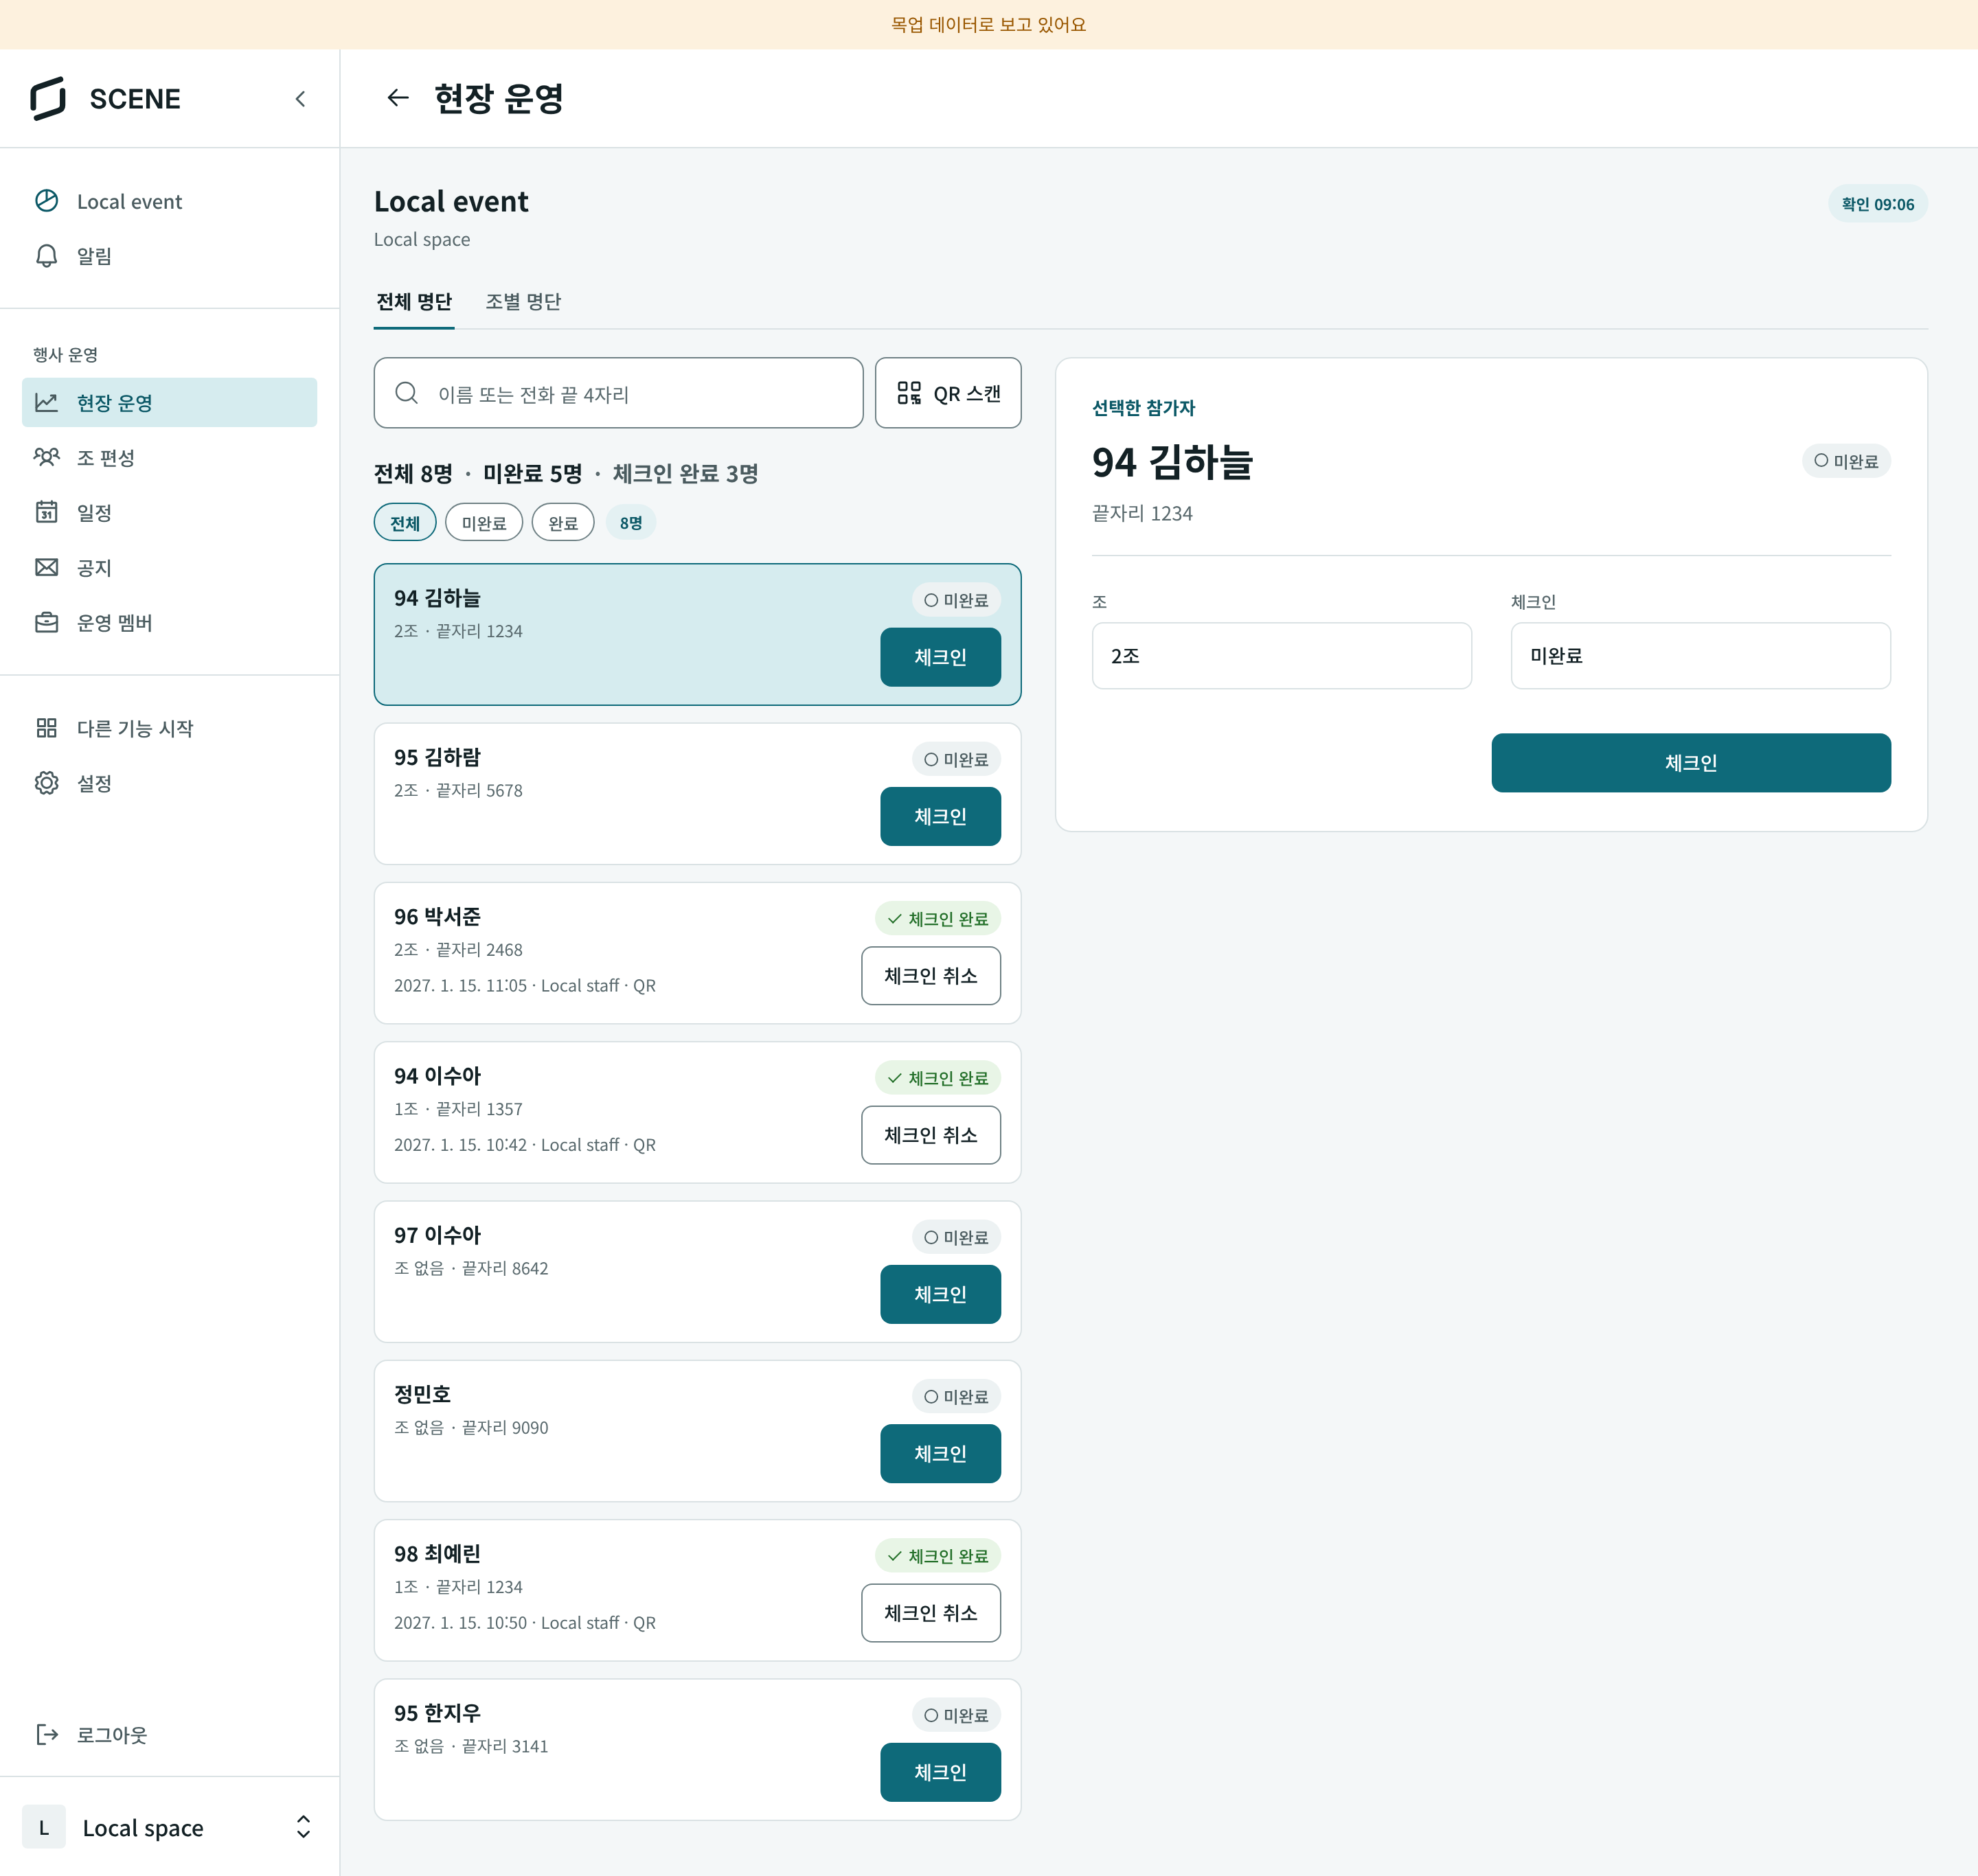 목업 데이터로 보고 있어요
SCENE
현장 운영
Local event
알림
행사 운영
현장 운영
조 편성
31
일정
공지
운영 멤버
다른 기능 시작
설정
로그아웃
L
Local space
Local event
확인 09:06
Local space
전체 명단
조별 명단
이름 또는 전화 끝 4자리
QR 스캔
전체 8명 · 미완료 5명 · 체크인 완료 3명
전체
미완료
완료
8명
94 김하늘
미완료
2조 · 끝자리 1234
체크인
95 김하람
미완료
2조 · 끝자리 5678
체크인
96 박서준
체크인 완료
2조 · 끝자리 2468
체크인 취소
2027. 1. 15. 11:05 · Local staff · QR
94 이수아
체크인 완료
1조 · 끝자리 1357
체크인 취소
2027. 1. 15. 10:42 · Local staff · QR
97 이수아
미완료
조 없음 · 끝자리 8642
체크인
정민호
미완료
조 없음 · 끝자리 9090
체크인
98 최예린
체크인 완료
1조 · 끝자리 1234
체크인 취소
2027. 1. 15. 10:50 · Local staff · QR
95 한지우
미완료
조 없음 · 끝자리 3141
체크인
선택한 참가자
94 김하늘
미완료
끝자리 1234
조
체크인
2조
미완료
체크인